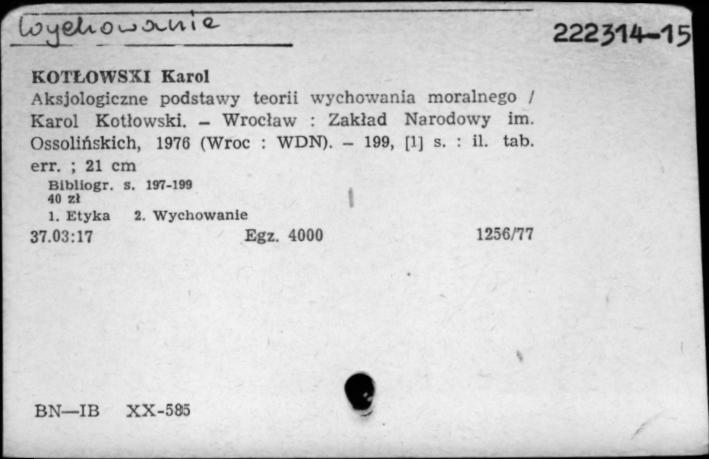 Wychowanie
222314-15
KOTŁOWSKI Karol
Aksjologiczne podstawy teorii wychowania moralnego /
Karol Kotłowski. — Wrocław : Zakład Narodowy im.
Ossolińskich, 1976 (Wroc : WDN). — 199, [1] s. : il. tab.
err. ; 21 cm
Bibliogr. s. 197-199
40 zł
1. Etyka 2. Wychowanie
37.03:17 Egz. 4000 1256/77
BN—IB XX-585